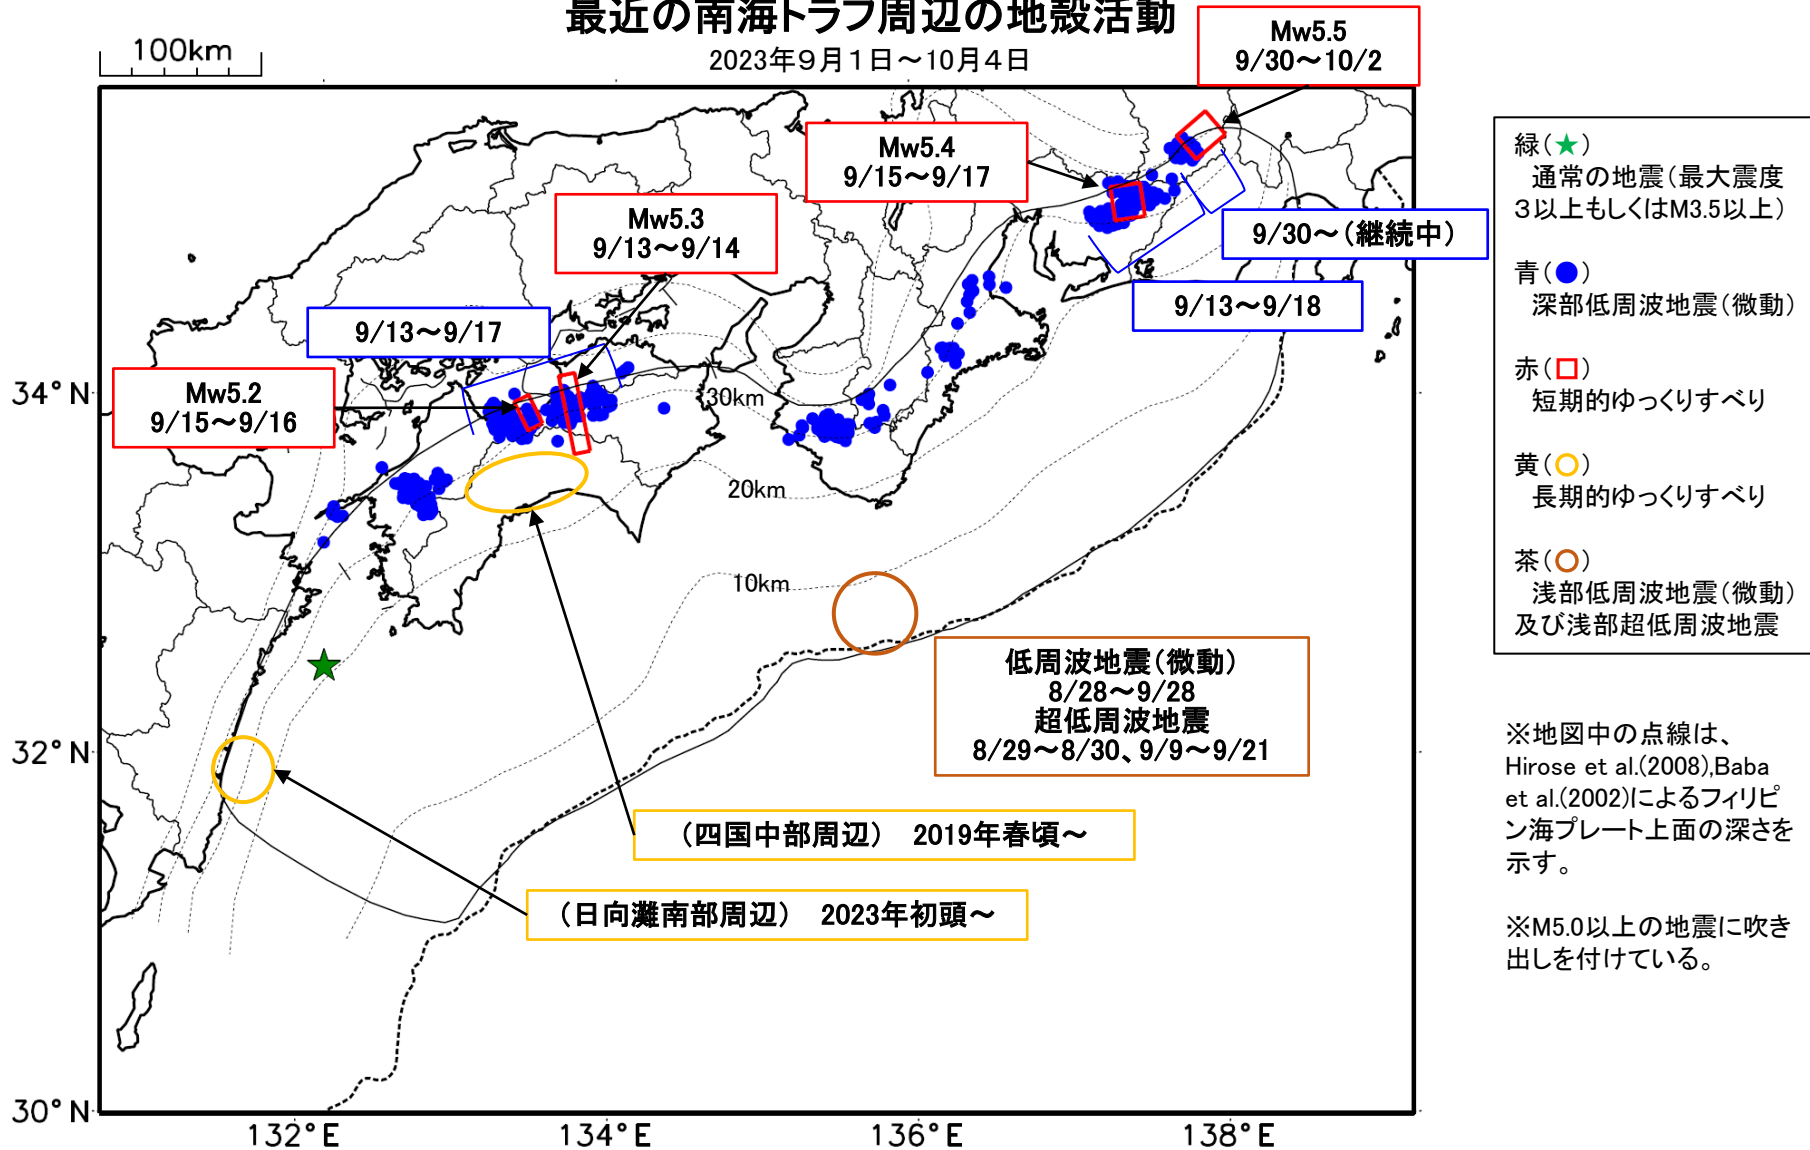 最近の南海トラフ周辺の地殻活動
2023年9月1日～10月4日
100km
Mw5.5
9/30～10/2
Mw5.4
9/15～9/17
Mw5.3
9/13～9/14
9/30～(継続中)
9/13～9/18
9/13～9/17
Mw5.2
9/15～9/16
30km
20km
10km
低周波地震(微動)
8/28～9/28
超低周波地震
8/29～8/30、9/9～9/21
(四国中部周辺) 2019年春頃～
(日向灘南部周辺) 2023年初頭～
34°N
32°N
30°N
132°E
134°E
136°E
138°E
緑(★)
通常の地震(最大震度
3以上もしくはM3.5以上)
青(●)
深部低周波地震(微動)
赤(□)
短期的ゆっくりすべり
黄(○)
長期的ゆっくりすべり
茶(○)
浅部低周波地震(微動)
及び浅部超低周波地震
※地図中の点線は、
Hirose et al.(2008),Baba
et al.(2002)によるフィリピ
ン海プレート上面の深さを
示す。
※M5.0以上の地震に吹き
出しを付けている。